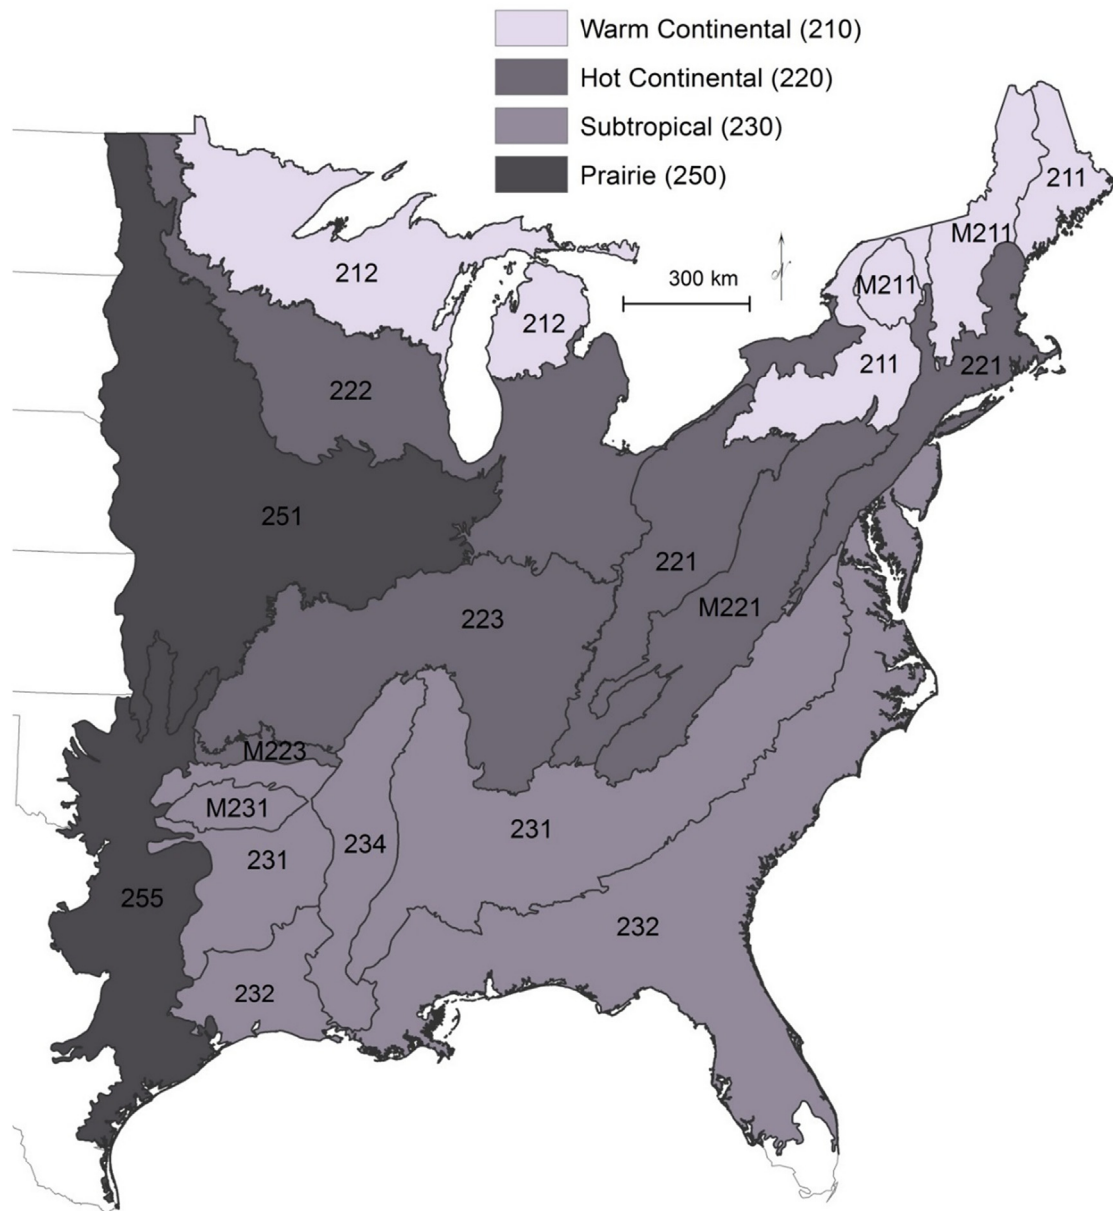 Warm Continental (210)
Hot Continental (220)
Subtropical (230)
Prairie (250)
211
M211
212
300 km
M211
212
211
221
222
251
221
M221
223
M223
M231
231
234
231
255
232
232